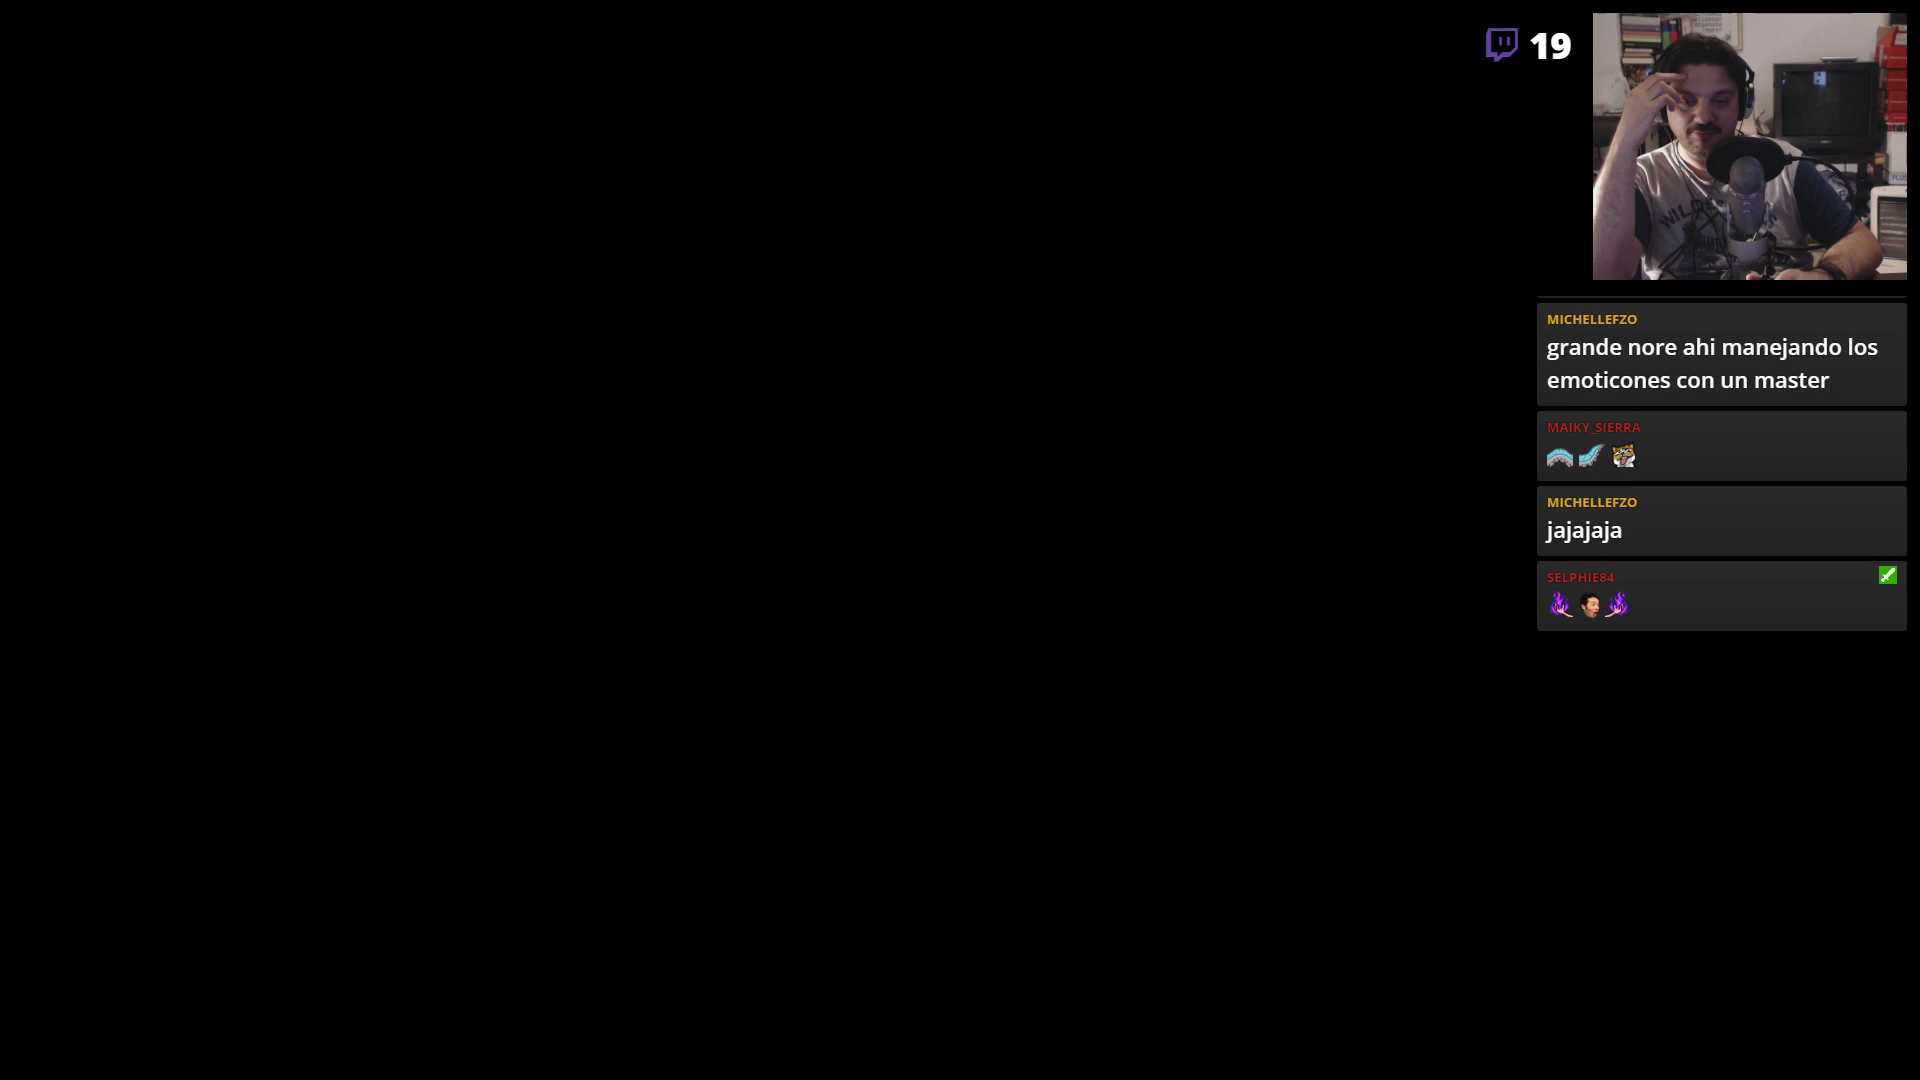 19
MICHELLEFZO
grande nore ahi manejando los
emoticones con un master
MAIKY_SIERRA
MICHELLEFZO
jajajaja
SELPHIE84